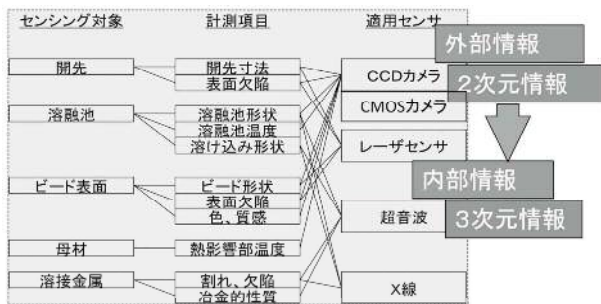 センシング対象 計測項目 適用センサ
開先 開先寸法 CCDカメラ
表面欠陥
CMOSカメラ
溶融池 溶融池形状
溶融池温度
溶け込み形状 レーザセンサ
ビード表面 ビード形状
表面欠陥
色、質感 超音波
母材 熱影響部温度
溶接金属 割れ、欠陥 X線
冶金的性質
外部情報
2次元情報
内部情報
3次元情報